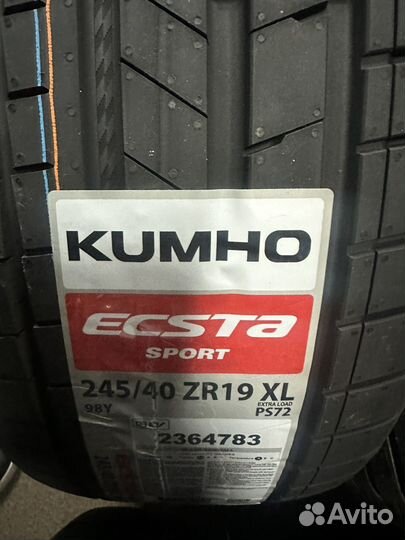 KUMHO
ECSTA
SPORT
245/40 ZR19 XL
EXTRA LOAD
98Y PS72
2364783
Avito